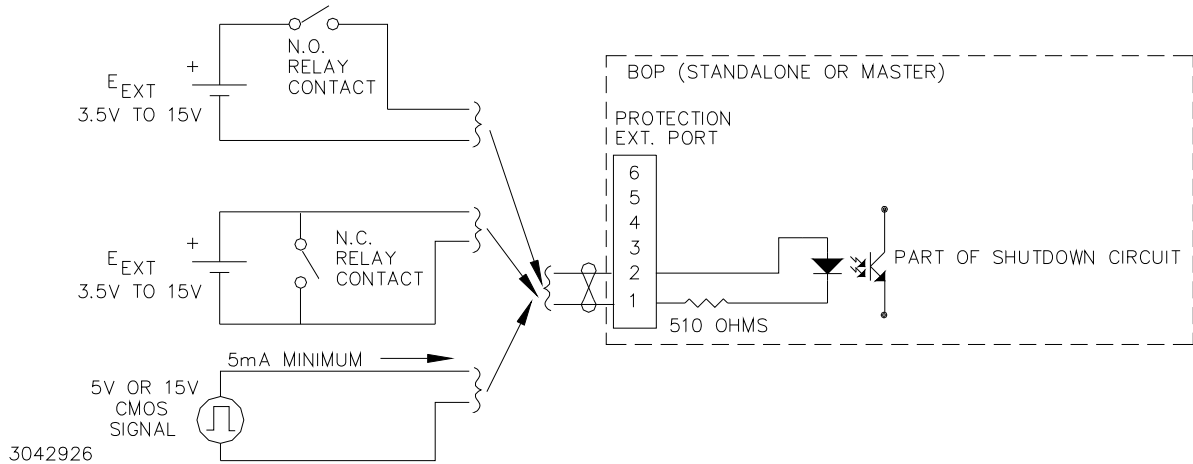 N.O.
RELAY
CONTACT
+
E EXT
3.5V TO 15V
N.C.
RELAY
CONTACT
+
E EXT
3.5V TO 15V
5mA MINIMUM
5V OR 15V
CMOS
SIGNAL
3042926
BOP (STANDALONE OR MASTER)
PROTECTION
EXT. PORT
6
5
4
3
2
1
510 OHMS
PART OF SHUTDOWN CIRCUIT